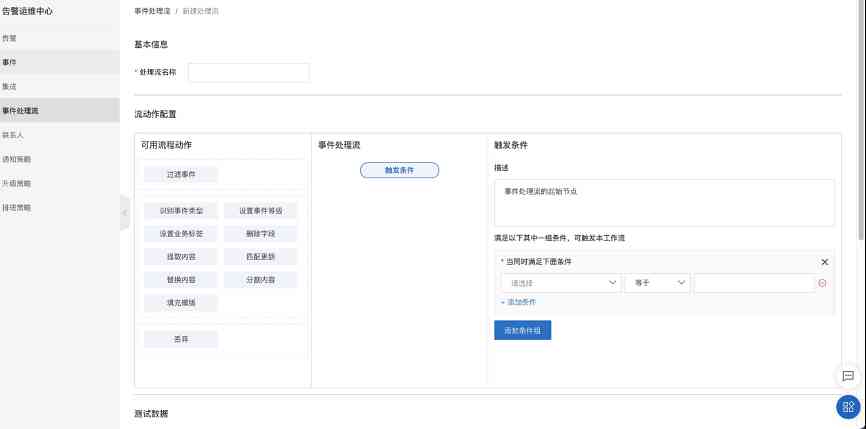 告警运维中心
告警
事件
集成
事件处理流
联系人
通知策略
升级策略
排班策略
事件处理流 / 新建处理流
基本信息
* 处理流名称
流动作配置
可用流程动作
过滤事件
识别事件类型
设置事件等级
设置业务标签
删除字段
提取内容
匹配更新
替换内容
分割内容
填充模版
丢弃
事件处理流
触发条件
触发条件
描述
事件处理流的起始节点
满足以下其中一组条件，可触发本工作流
* 当同时满足下面条件
请选择
等于
+ 添加条件
添加条件组
测试数据